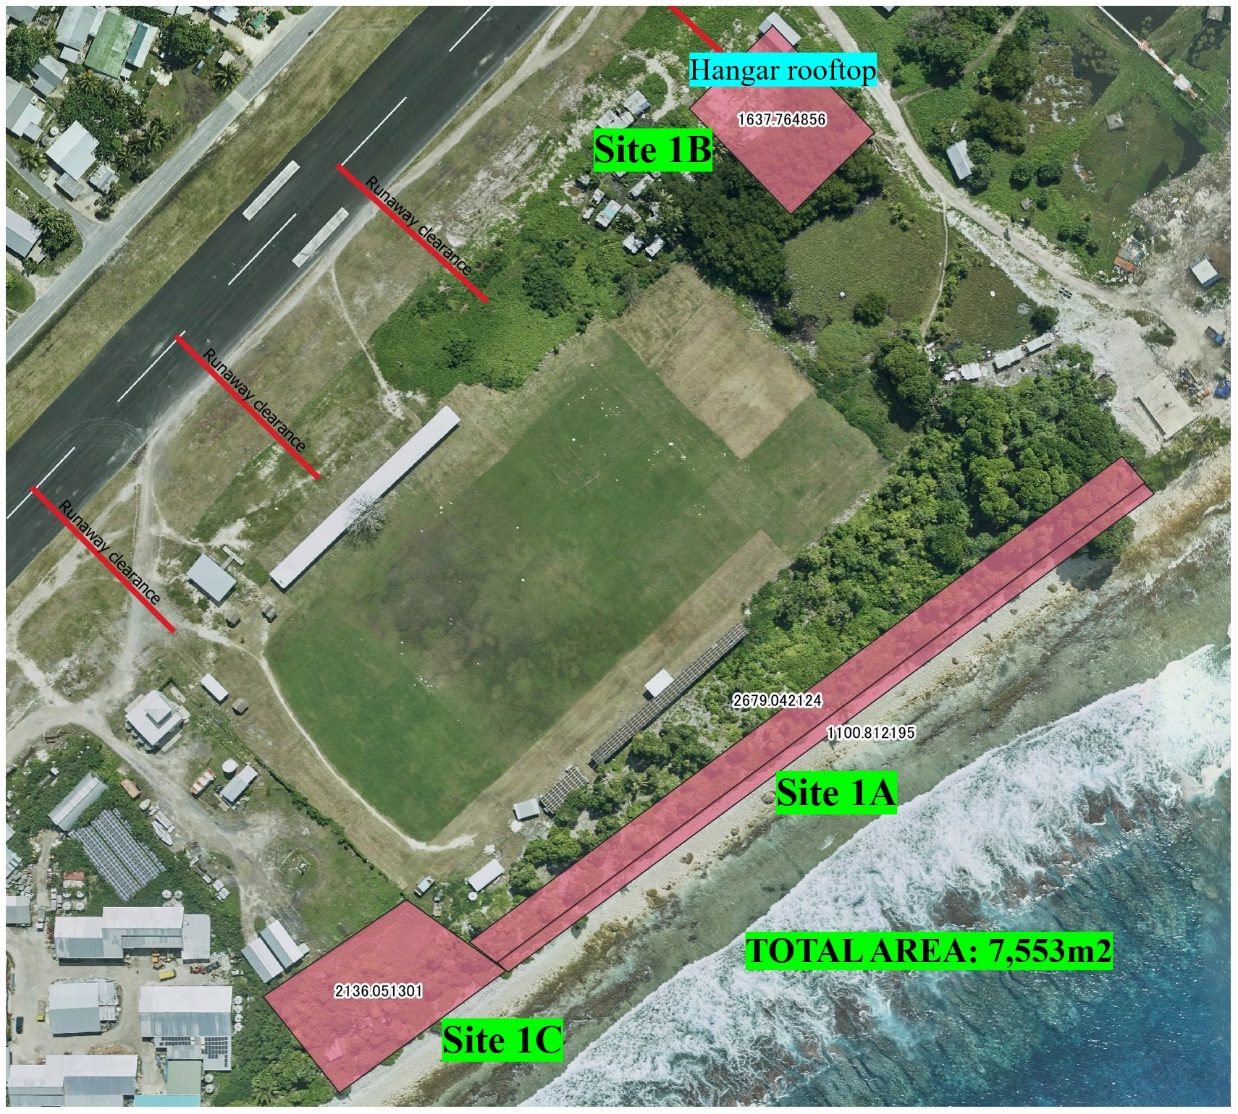 Hangar rooftop
1637.764856
Site 1B
Runaway clearance
Runaway clearance
Runaway clearance
2679.042124
1100.812195
Site 1A
TOTAL AREA: 7,553m2
2136.051301
Site 1C